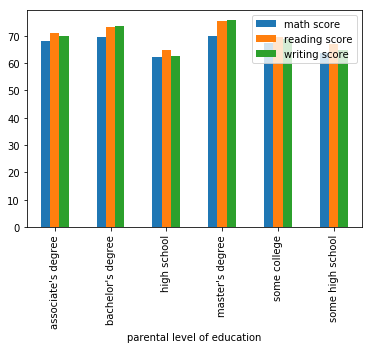 math score
reading score
writing score
70
60
50
40
30
20
10
0
associate's degree
bachelor's degree
high school
master's degree
some college
some high school
parental level of education